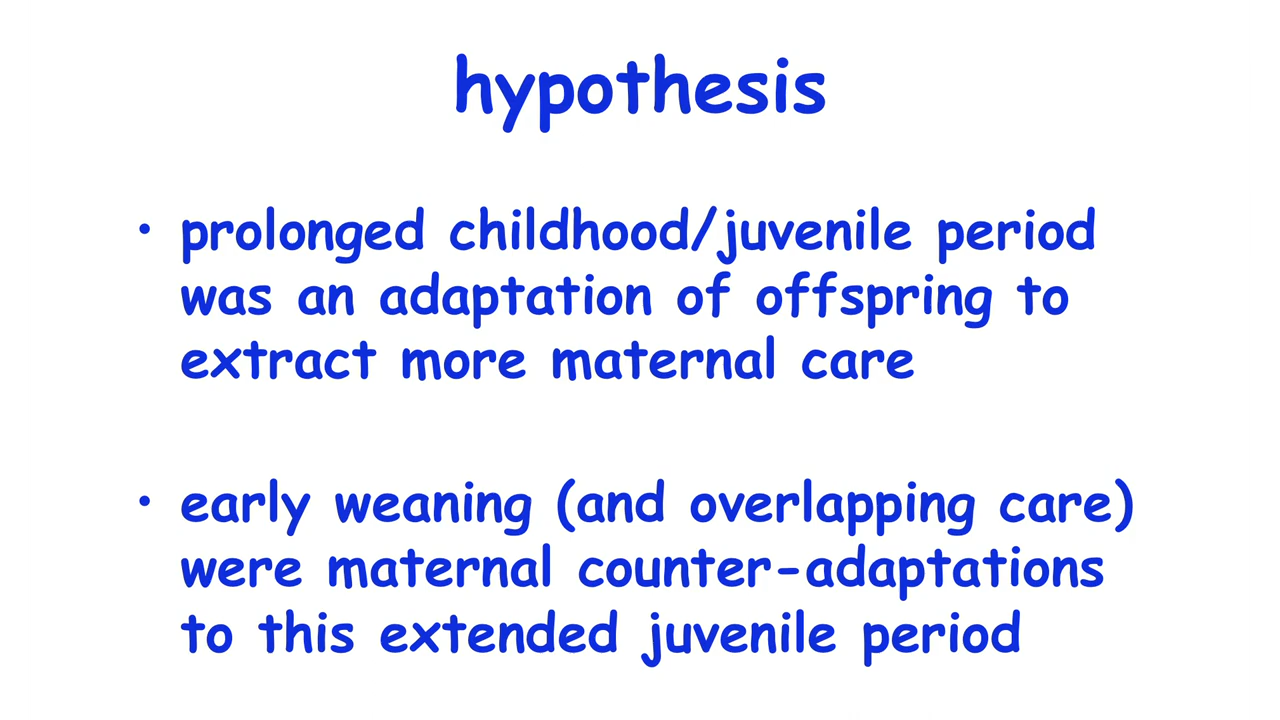 hypothesis
• prolonged childhood/juvenile period
was an adaptation of offspring to
extract more maternal care
• early weaning (and overlapping care)
were maternal counter-adaptations
to this extended juvenile period